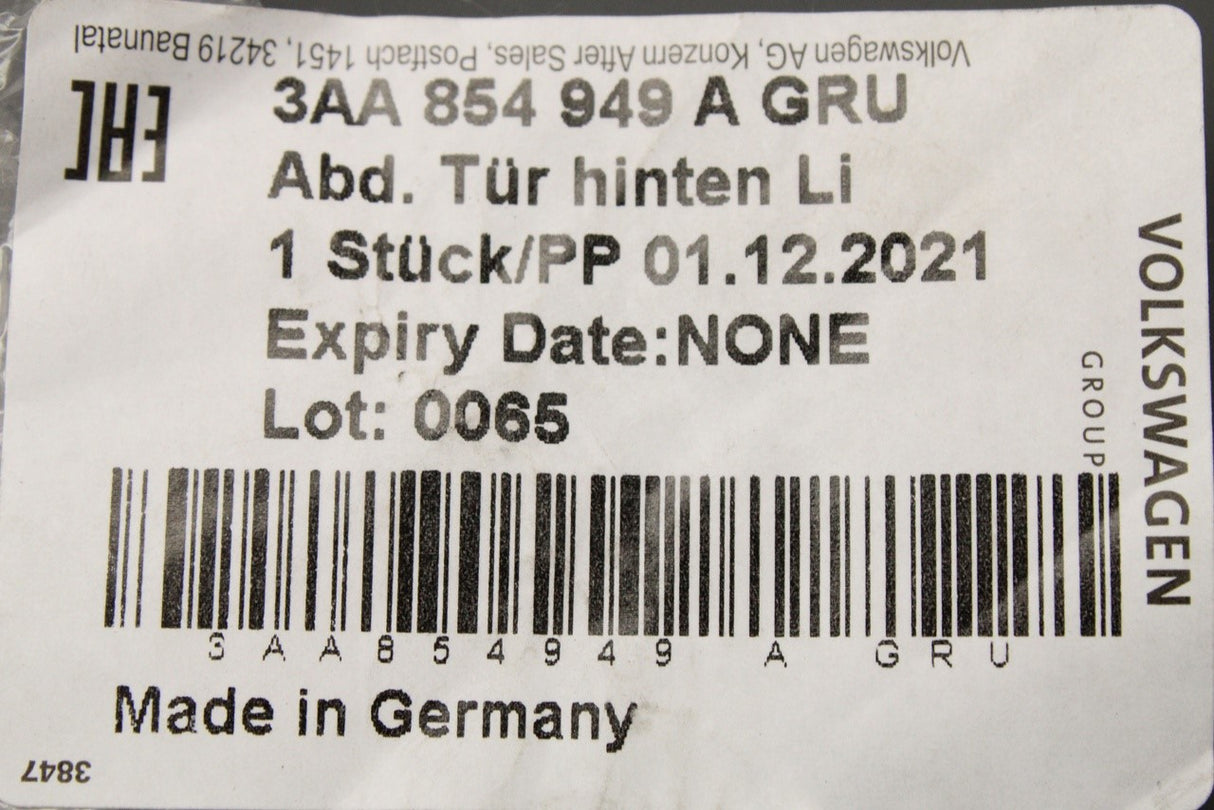 Volkswagen AG, Konzern After Sales, Postfach 1451, 34219 Baunatal
EAC
3AA 854 949 A GRU
Abd. Tür hinten Li
1 Stück/PP 01.12.2021
Expiry Date:NONE
Lot: 0065
VOLKSWAGEN
GROUP
3AA854949 A GRU
Made in Germany
3847